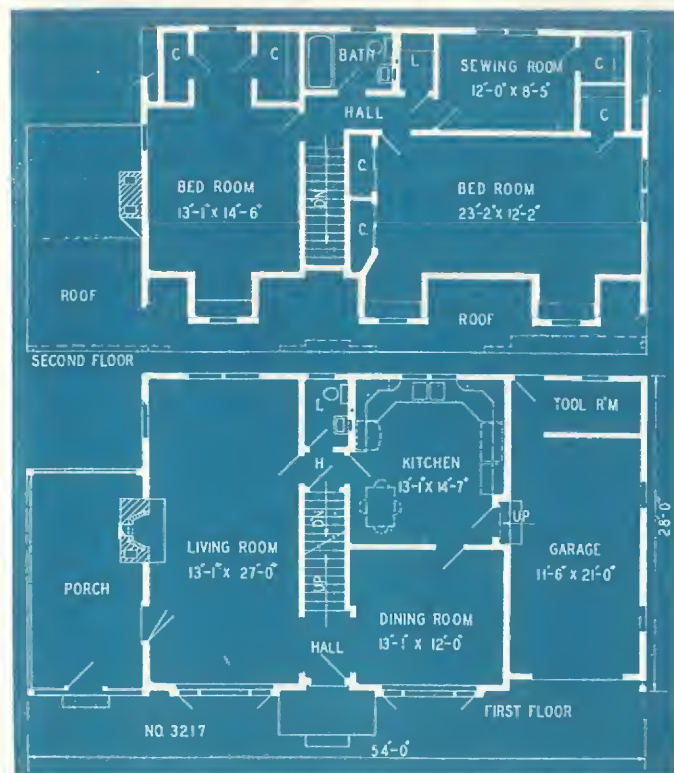 C
C
BATH
L
SEWING ROOM
12'-0" X 8'-5"
C
C
HALL
BED ROOM
13'-1" X 14'-6"
DN
C
C
BED ROOM
23'-2" X 12'-2"
ROOF
ROOF
SECOND FLOOR
L
TOOL R'M
H
KITCHEN
13'-1" X 14'-7"
DN
UP
UP
LIVING ROOM
13'-1" X 27'-0"
GARAGE
11'-6" X 21'-0"
28'-0"
PORCH
DINING ROOM
13'-1" X 12'-0"
HALL
NO. 3217
FIRST FLOOR
54'-0"